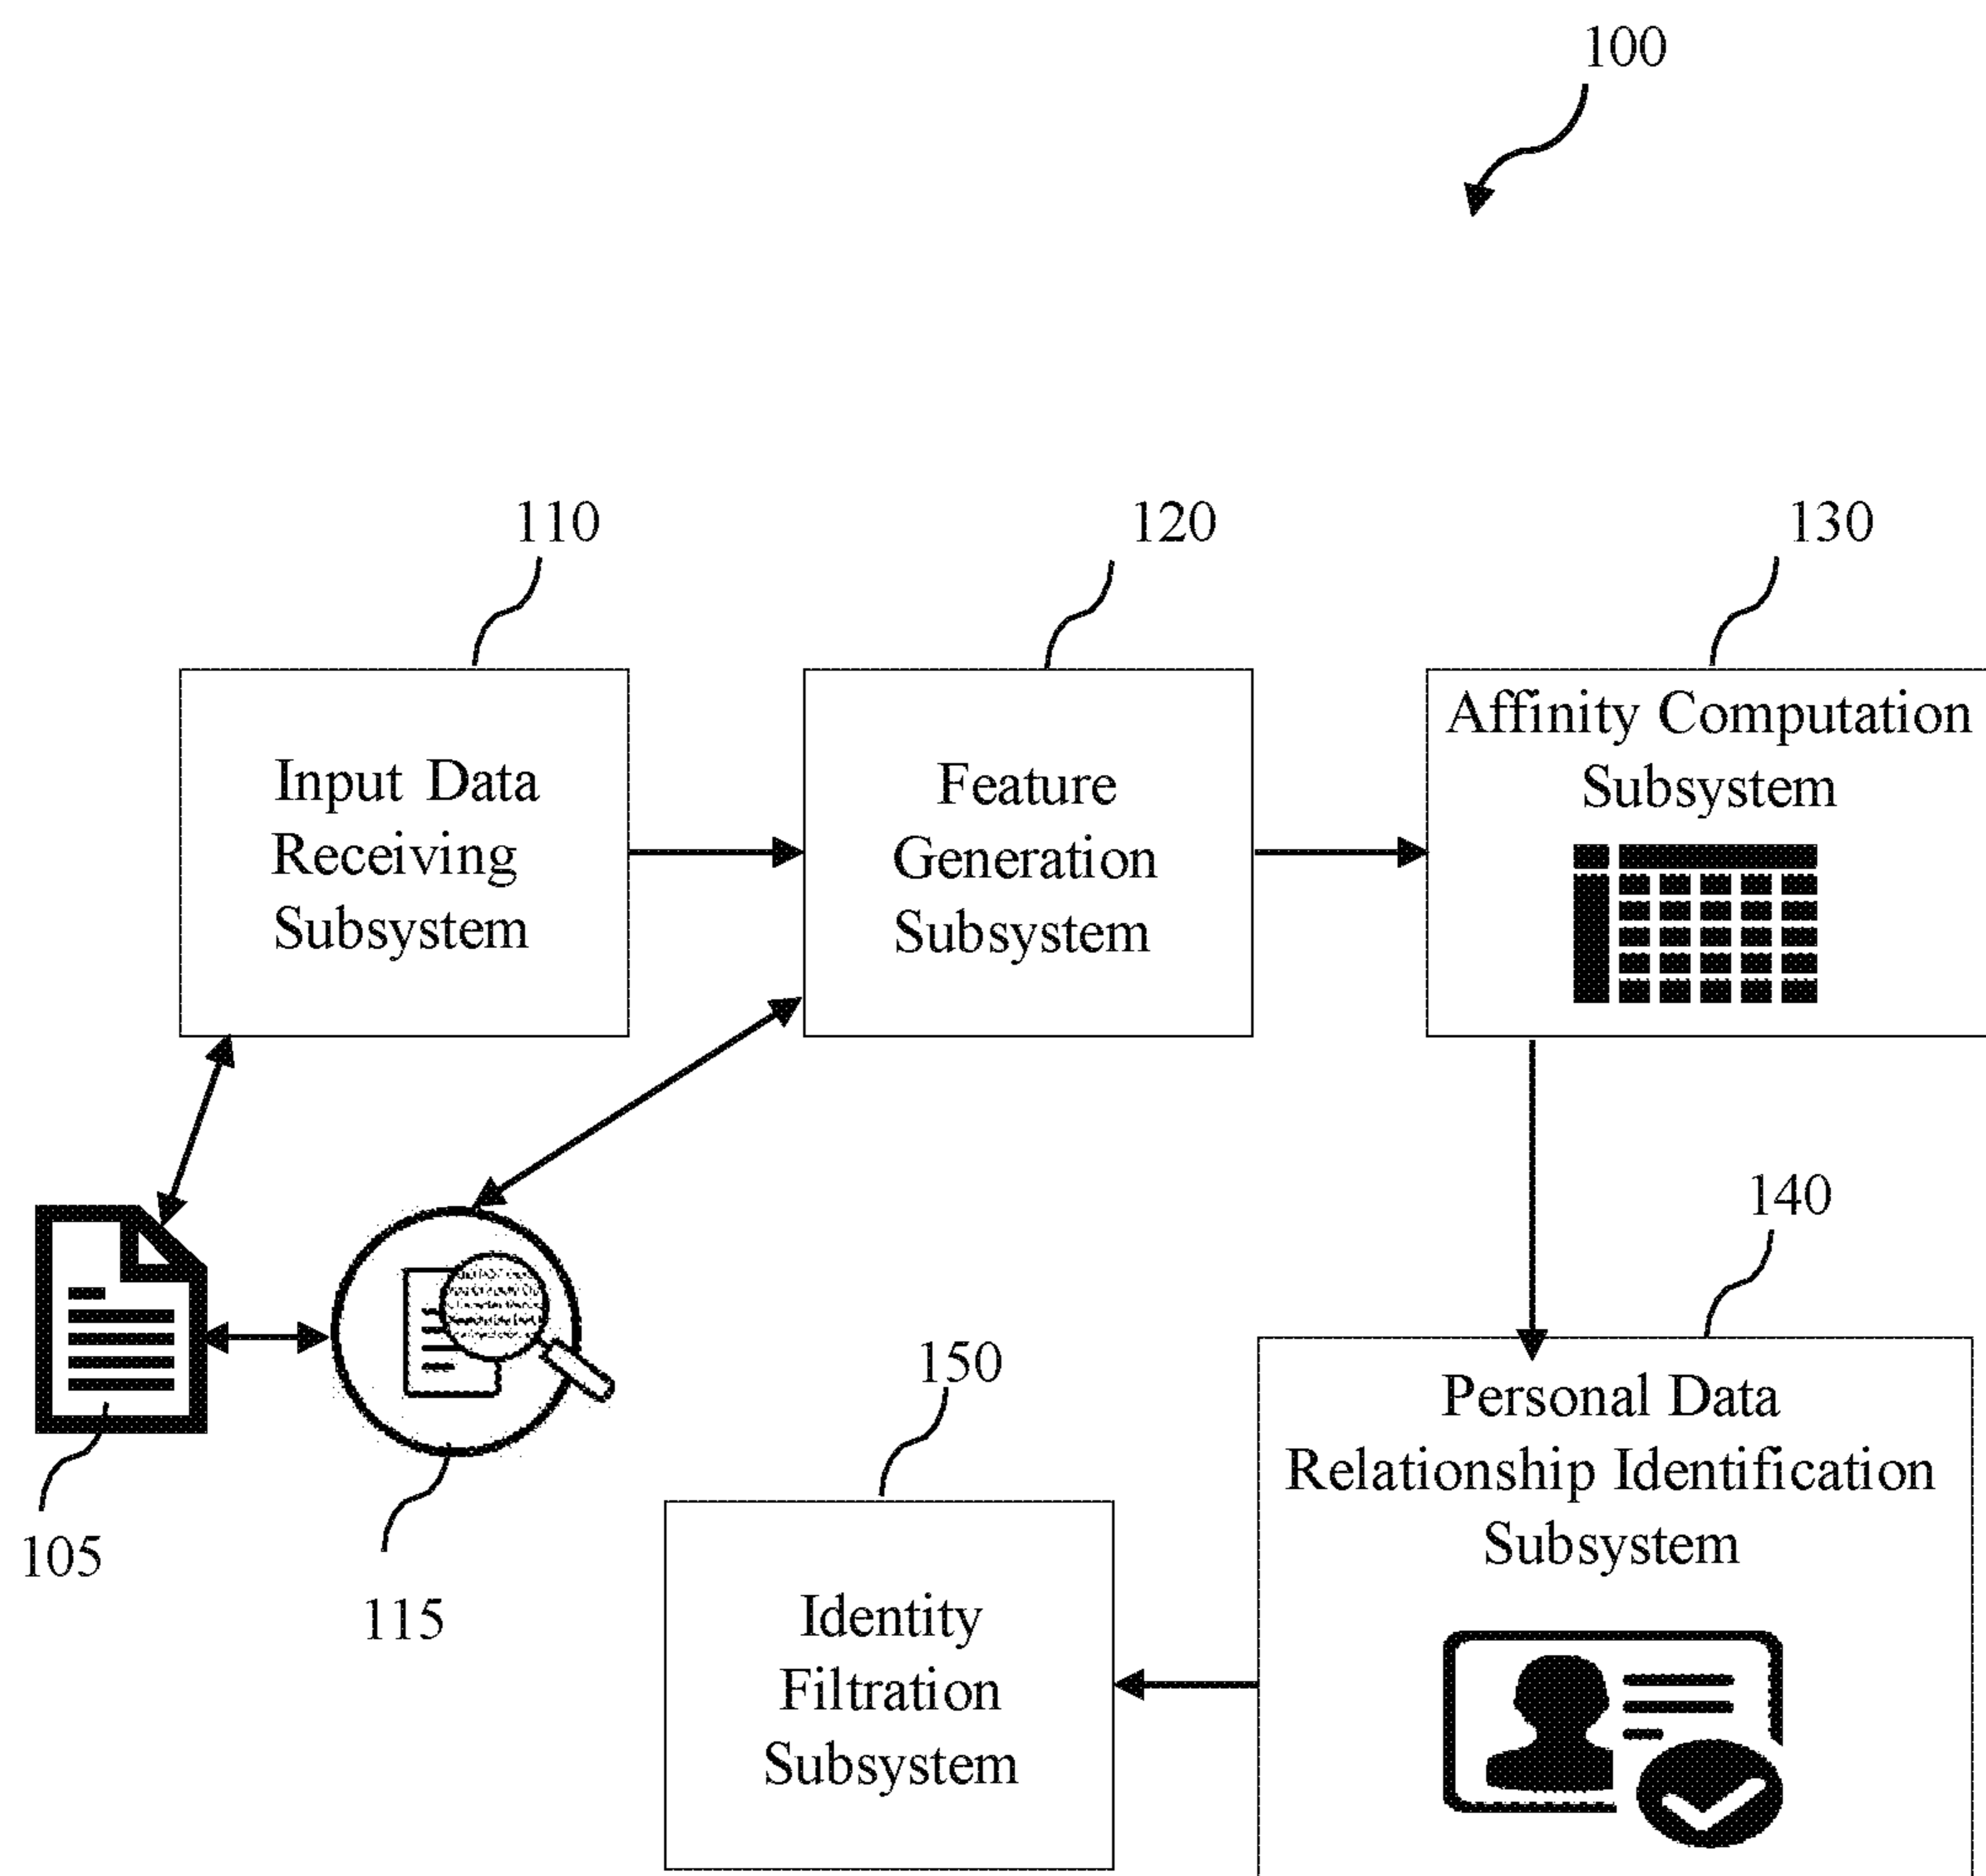 100
110
120
130
Input Data
Receiving
Subsystem
Feature
Generation
Subsystem
Affinity Computation
Subsystem
105
115
140
150
Personal Data
Relationship Identification
Subsystem
Identity
Filtration
Subsystem